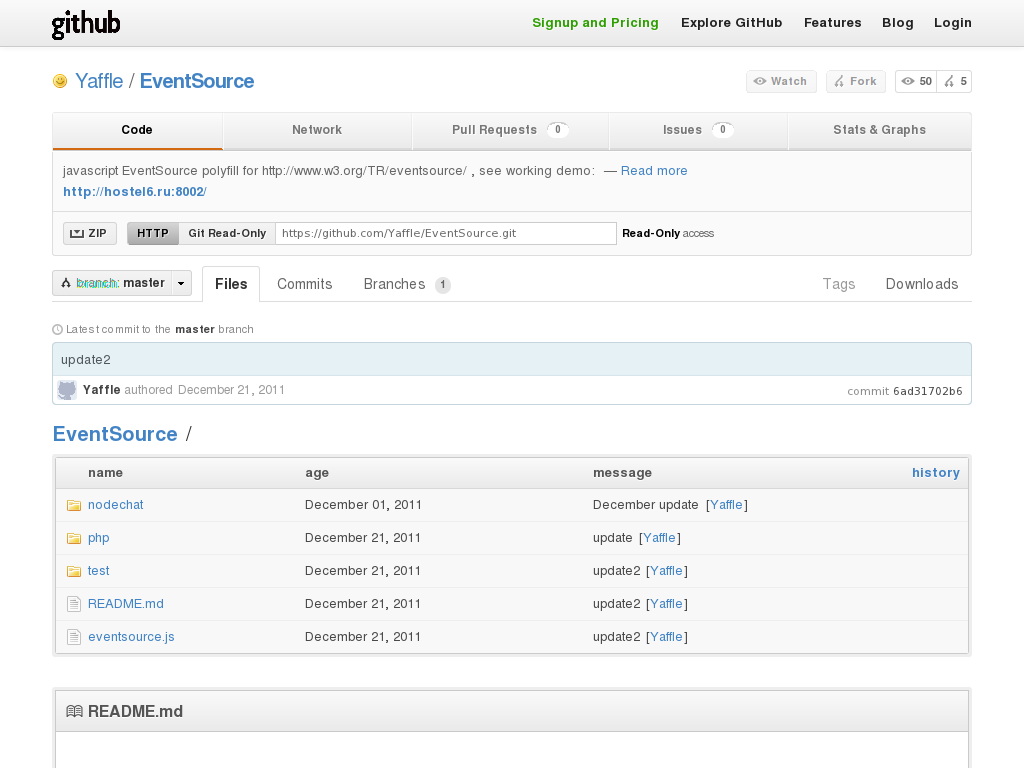 github
Signup and Pricing Explore GitHub Features Blog Login
Yaffle / EventSource
Watch Fork 50 5
Code Network Pull Requests 0 Issues 0 Stats & Graphs
javascript EventSource polyfill for http://www.w3.org/TR/eventsource/ , see working demo: — Read more
http://hostel6.ru:8002/
ZIP HTTP Git Read-Only https://github.com/Yaffle/EventSource.git Read-Only access
branch: master Files Commits Branches 1 Tags Downloads
Latest commit to the master branch
update2
Yaffle authored December 21, 2011 commit 6ad31702b6
EventSource /
name age message history
nodechat December 01, 2011 December update [Yaffle]
php December 21, 2011 update [Yaffle]
test December 21, 2011 update2 [Yaffle]
README.md December 21, 2011 update2 [Yaffle]
eventsource.js December 21, 2011 update2 [Yaffle]
README.md